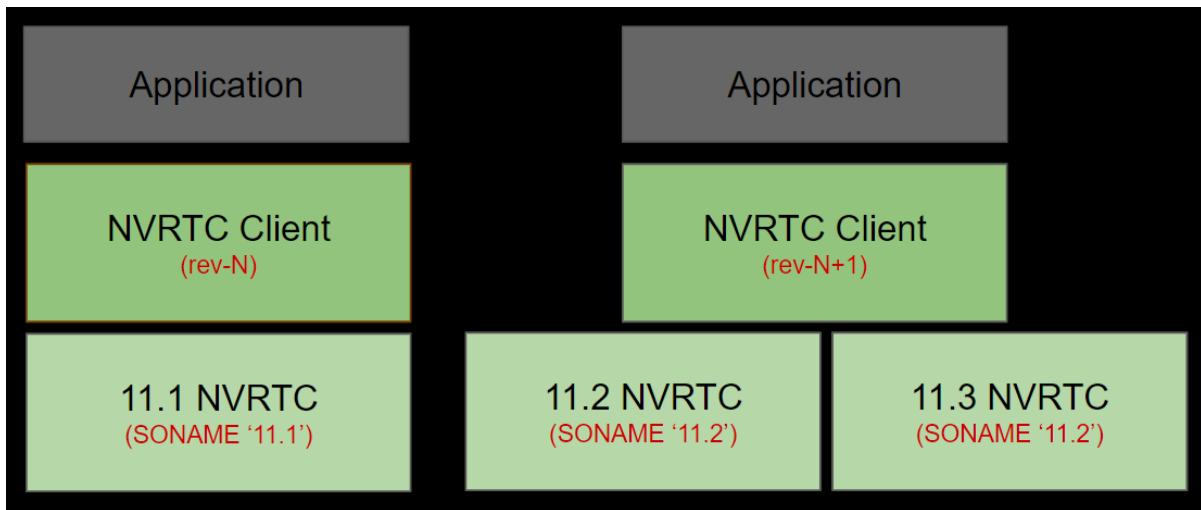 Application
Application
NVRTC Client
(rev-N)
NVRTC Client
(rev-N+1)
11.1 NVRTC
(SONAME ‘11.1’)
11.2 NVRTC
(SONAME ‘11.2’)
11.3 NVRTC
(SONAME ‘11.2’)